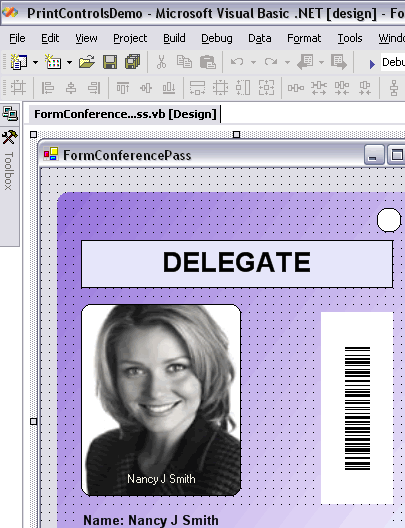 PrintControlsDemo - Microsoft Visual Basic .NET [design] - Fo
File Edit View Project Build Debug Data Format Tools Windo
Debu
FormConference...ss.vb [Design]
Toolbox
FormConferencePass
DELEGATE
Nancy J Smith
Name: Nancy J Smith